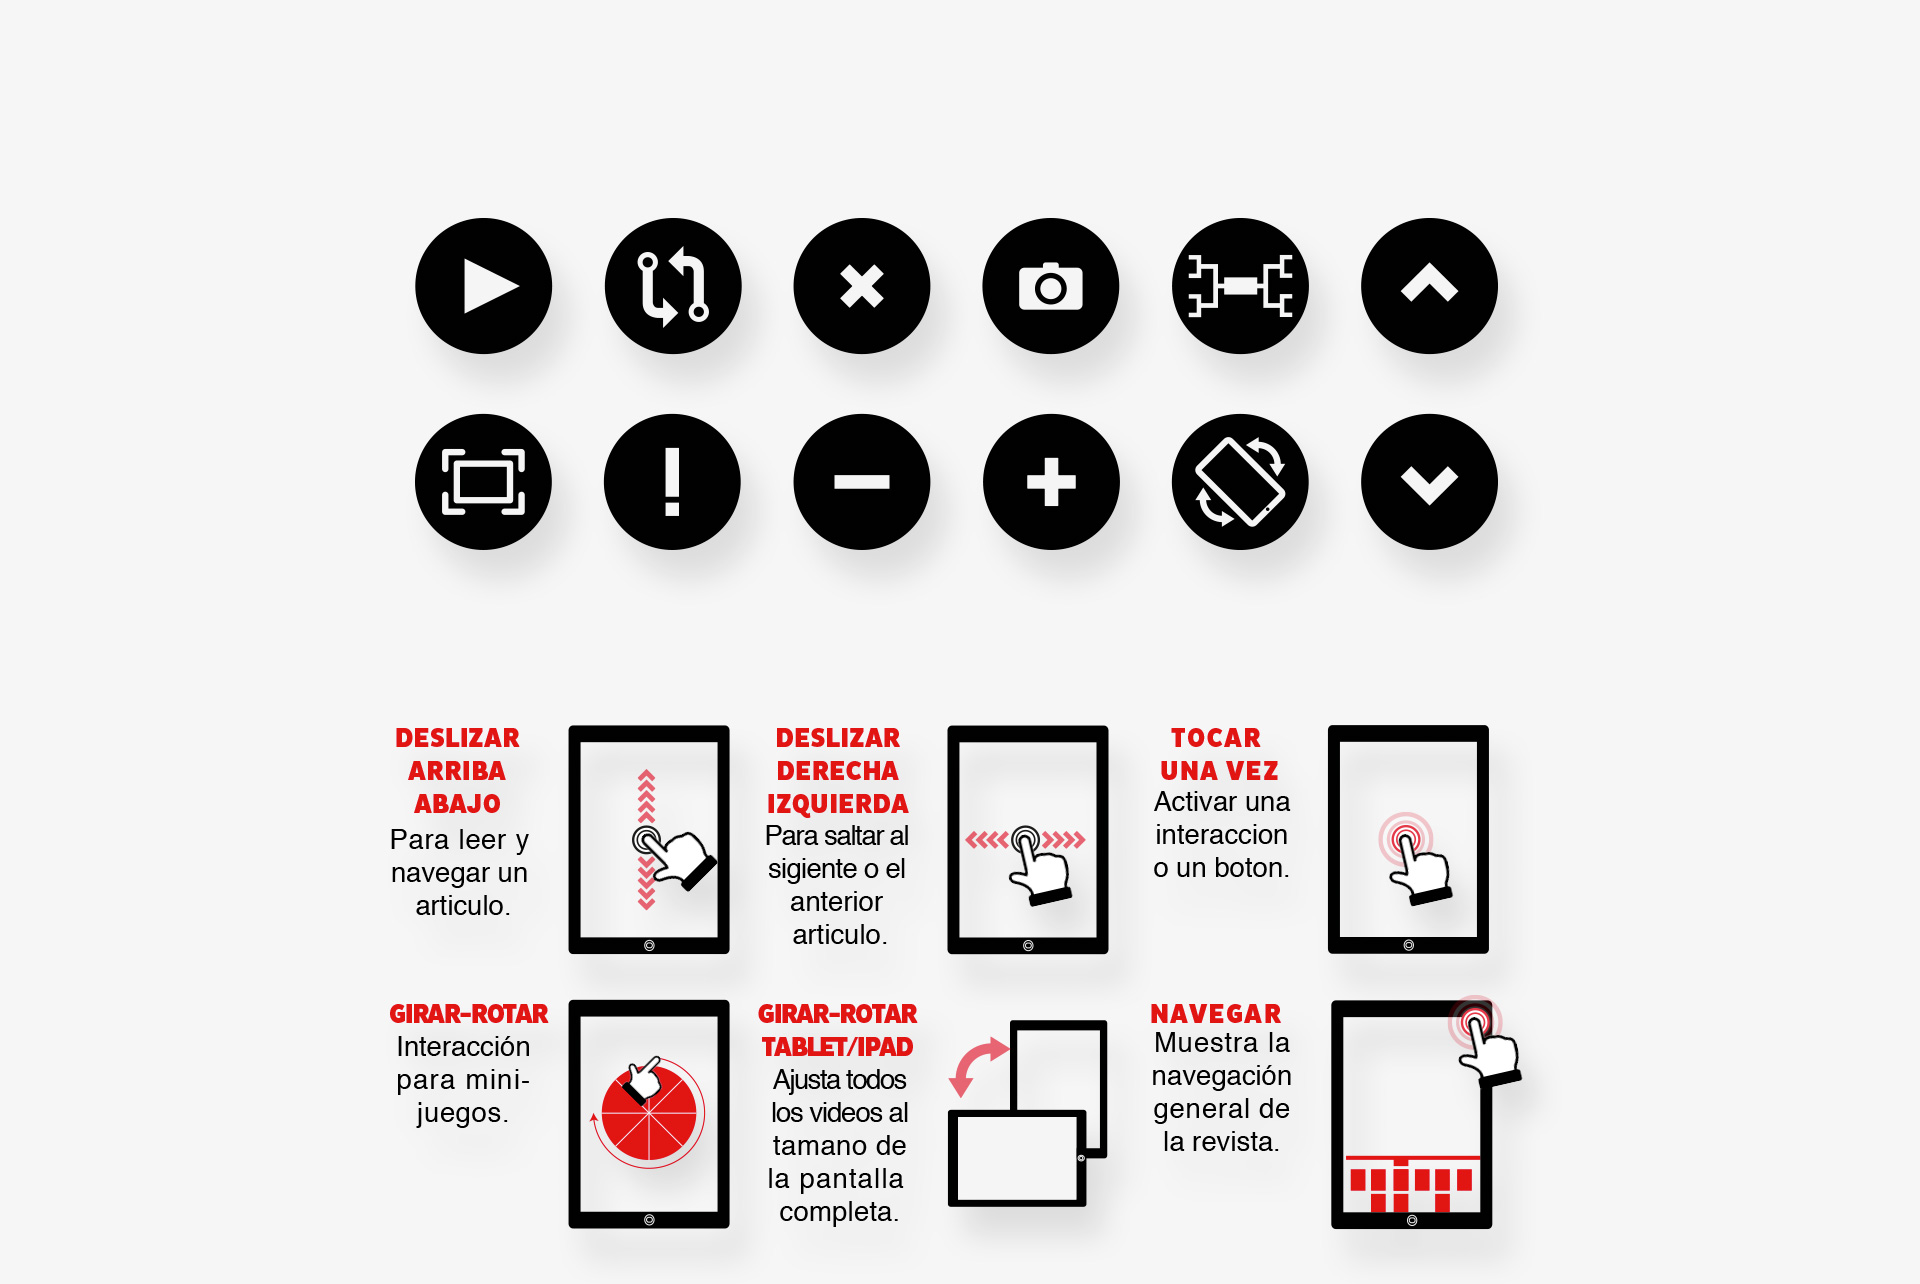 DESLIZAR
ARRIBA
ABAJO
Para leer y
navegar un
articulo.
DESLIZAR
DERECHA
IZQUIERDA
Para saltar al
sigiente o el
anterior
articulo.
TOCAR
UNA VEZ
Activar una
interaccion
o un boton.
GIRAR-ROTAR
Interacción
para mini-
juegos.
GIRAR-ROTAR
TABLET/IPAD
Ajusta todos
los videos al
tamano de
la pantalla
completa.
NAVEGAR
Muestra la
navegación
general de
la revista.